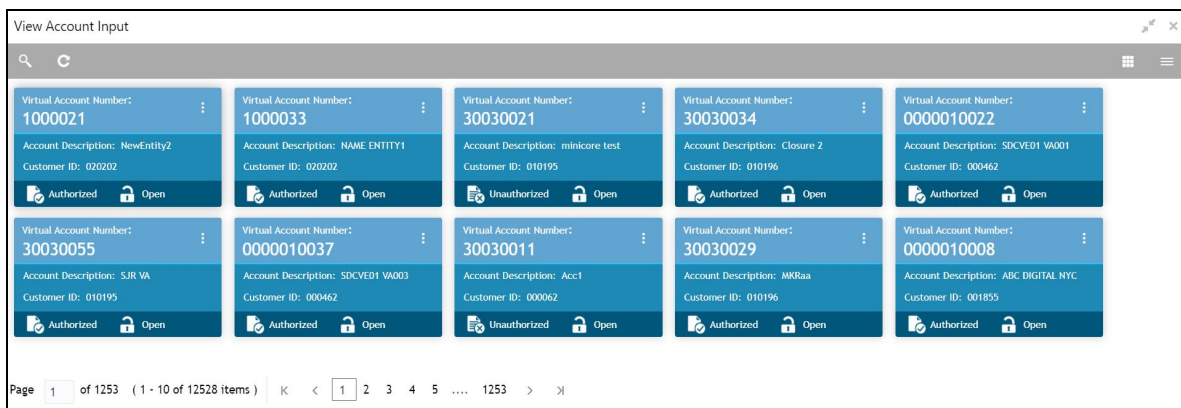 View Account Input
Virtual Account Number: Virtual Account Number: Virtual Account Number: Virtual Account Number: Virtual Account Number:
1000021 1000033 30030021 30030034 0000010022
Account Description: NewEntity2 Account Description: NAME ENTITY1 Account Description: minicore test Account Description: Closure 2 Account Description: SDCVE01 VA001
Customer ID: 020202 Customer ID: 020202 Customer ID: 010195 Customer ID: 010196 Customer ID: 000462
Authorized Open Authorized Open Unauthorized Open Authorized Open Authorized Open
Virtual Account Number: Virtual Account Number: Virtual Account Number: Virtual Account Number: Virtual Account Number:
30030055 0000010037 30030011 30030029 0000010008
Account Description: SJR VA Account Description: SDCVE01 VA003 Account Description: Acc1 Account Description: MKRaa Account Description: ABC DIGITAL NYC
Customer ID: 010195 Customer ID: 000462 Customer ID: 000062 Customer ID: 010196 Customer ID: 001855
Authorized Open Authorized Open Unauthorized Open Authorized Open Authorized Open
Page 1 of 1253 ( 1 - 10 of 12528 items ) 1 2 3 4 5 .... 1253